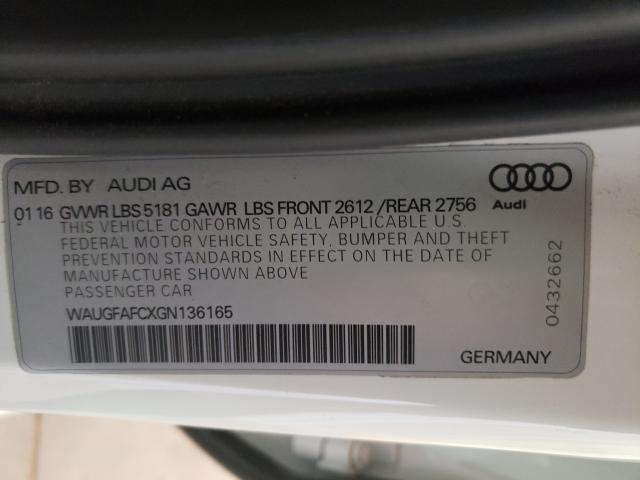 MFD. BY AUDI AG
Audi
01 16 GVWR LBS 5181 GAWR LBS FRONT 2612 /REAR 2756
THIS VEHICLE CONFORMS TO ALL APPLICABLE U.S.
FEDERAL MOTOR VEHICLE SAFETY, BUMPER AND THEFT
PREVENTION STANDARDS IN EFFECT ON THE DATE OF
MANUFACTURE SHOWN ABOVE
PASSENGER CAR
WAUGFAFCXGN136165
GERMANY
0432662